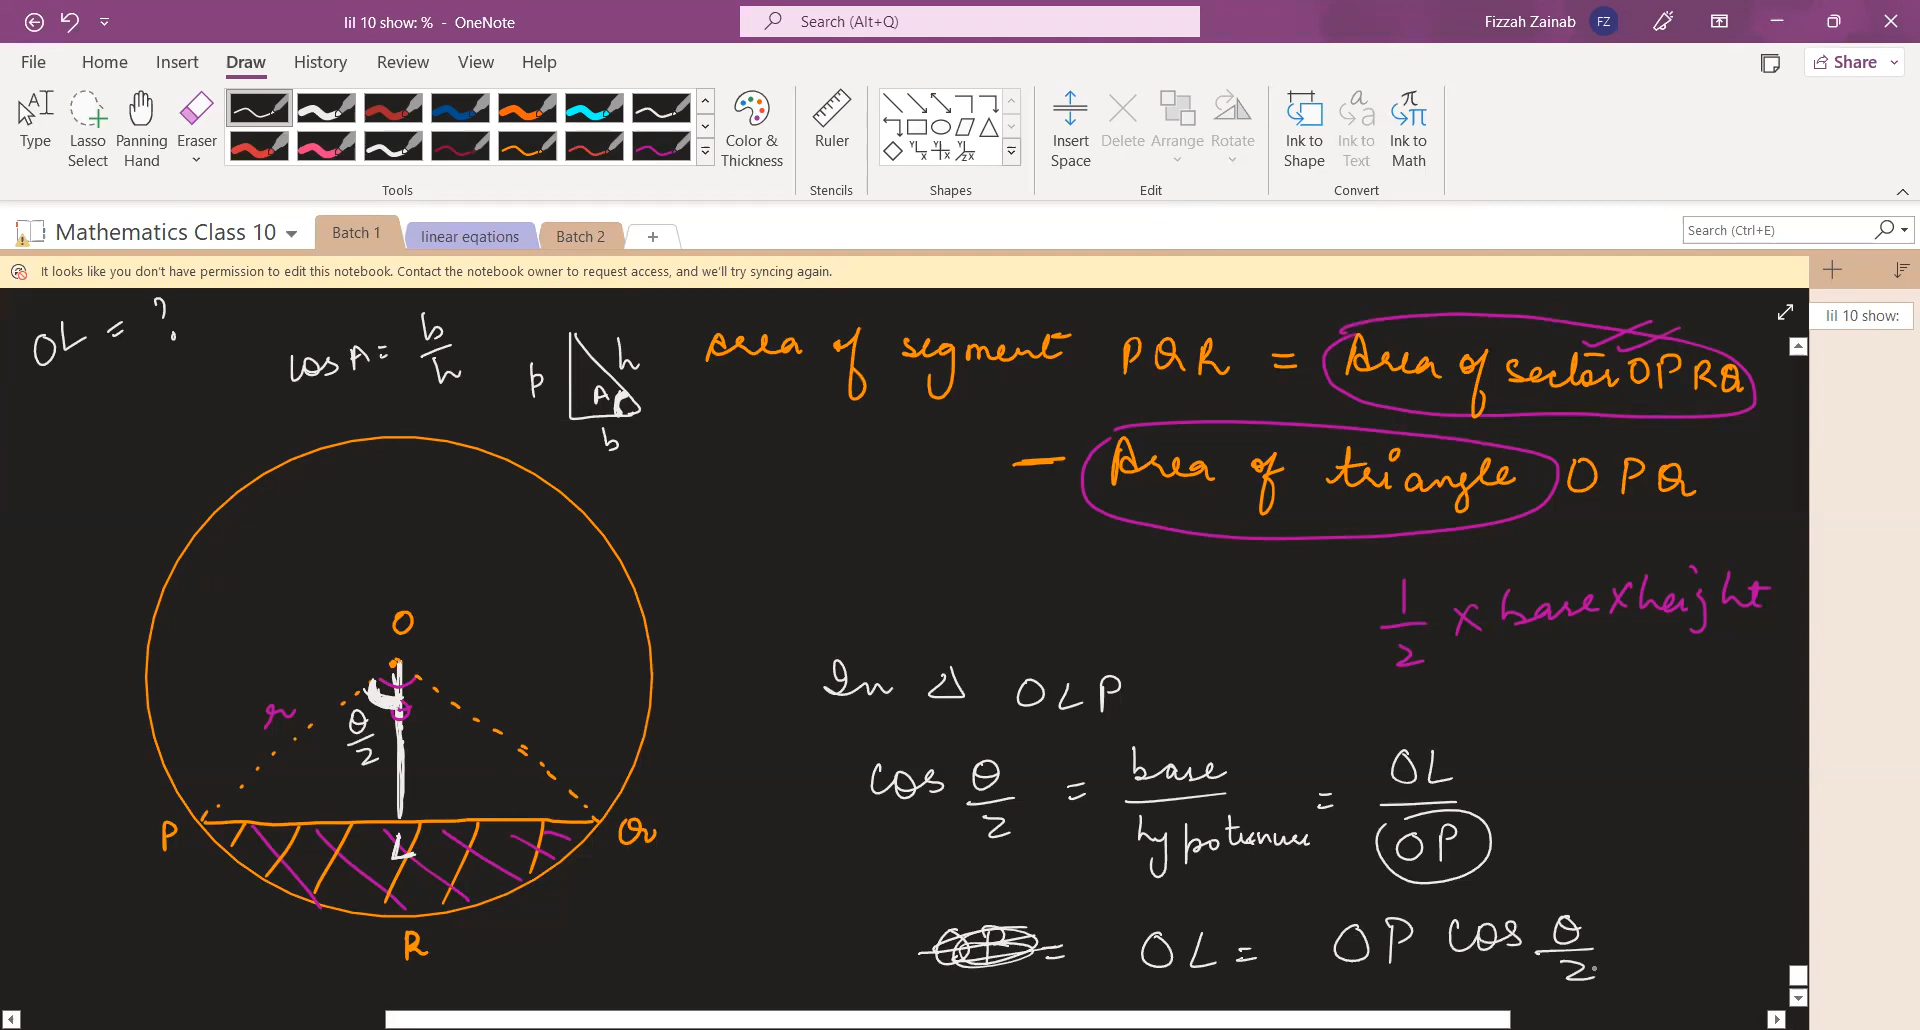 lil 10 show: % - OneNote
Search (Alt+Q)
Fizzah Zainab
FZ
File Home Insert Draw History Review View Help
Share
Type
Lasso Select
Panning Hand
Eraser
Color & Thickness
Ruler
Insert Space
Delete
Arrange
Rotate
Ink to Shape
Ink to Text
Ink to Math
Tools
Stencils
Shapes
Edit
Convert
Mathematics Class 10
Batch 1
linear eqations
Batch 2
Search (Ctrl+E)
It looks like you don't have permission to edit this notebook. Contact the notebook owner to request access, and we'll try syncing again.
lil 10 show:
OL = ?
cos A = b/h
p h A b
Area of segment PQR = Area of sector OPRQ
- Area of triangle OPQ
1/2 × base × height
O
r
θ/2
θ
P
Q
L
R
In Δ OLP
cos θ/2 = base/hypotenuse = OL/OP
= OL = OP cos θ/2